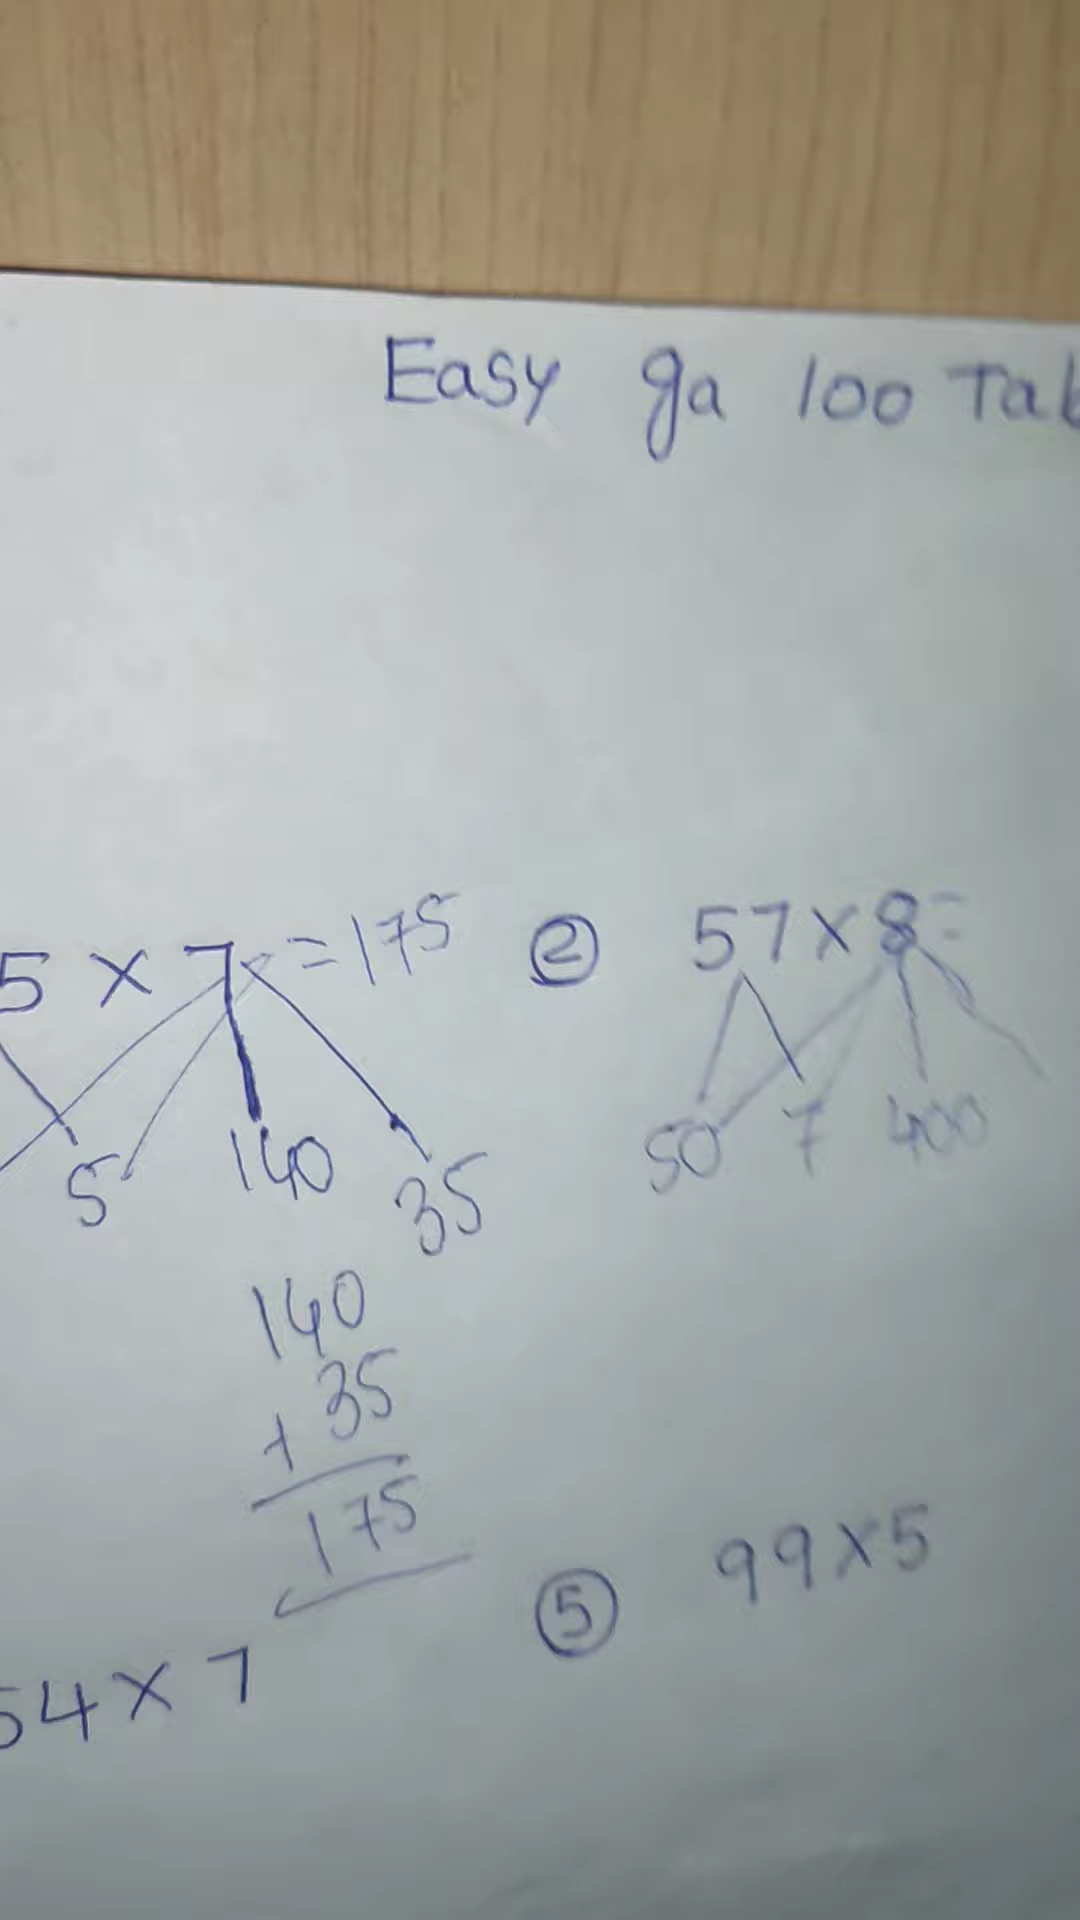 Easy ga 100 Tab
5 × 7 = 175
5 140 35
140
+ 35
175
② 57 × 8 =
50 7 400
54 × 7
⑤ 99 × 5